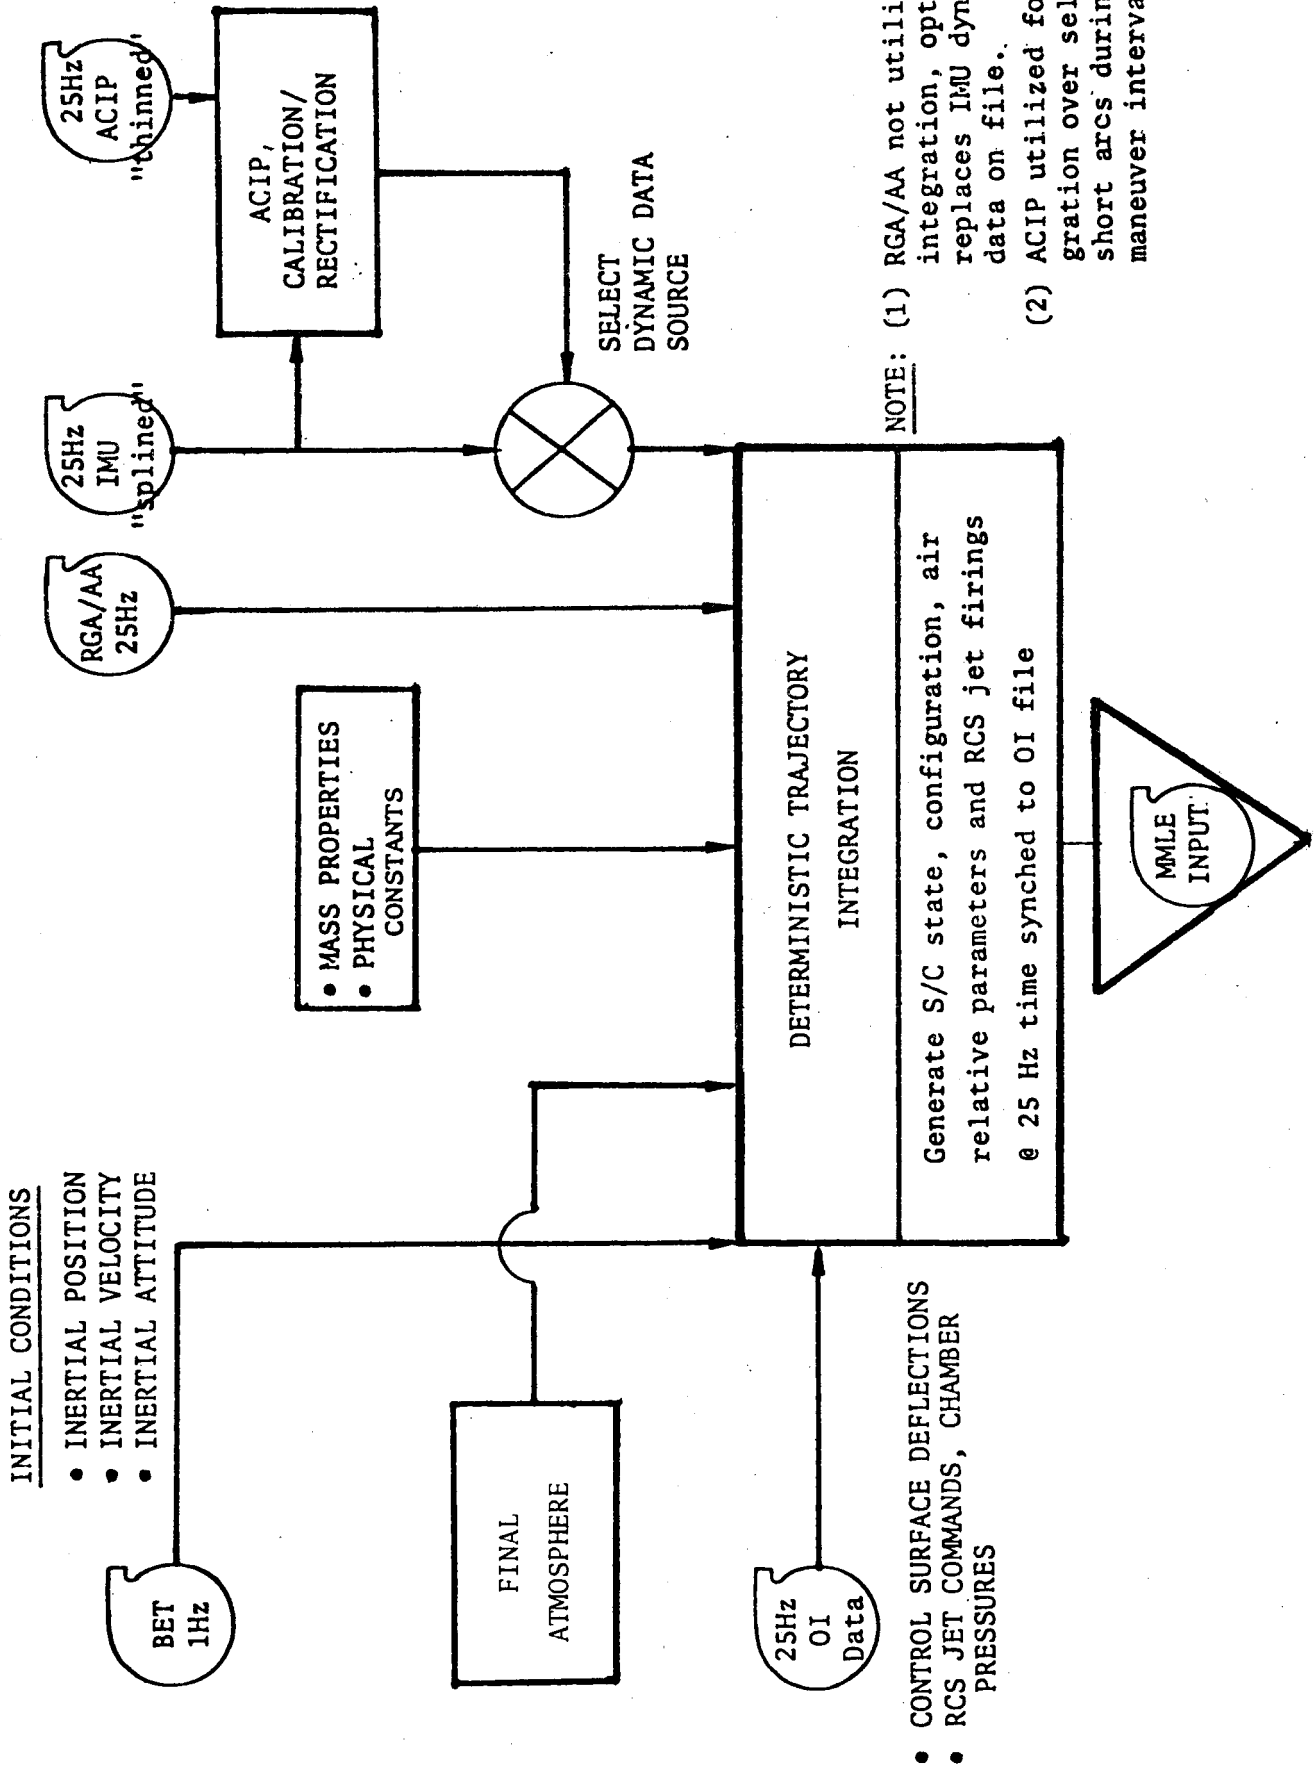 INITIAL CONDITIONS
• INERTIAL POSITION
• INERTIAL VELOCITY
• INERTIAL ATTITUDE
BET
1Hz
RGA/AA
25Hz
25Hz
IMU
"splined"
25Hz
ACIP
"thinned"
ACIP,
CALIBRATION/
RECTIFICATION
• MASS PROPERTIES
• PHYSICAL
CONSTANTS
FINAL
ATMOSPHERE
SELECT
DYNAMIC DATA
SOURCE
25Hz
OI
Data
• CONTROL SURFACE DEFLECTIONS
• RCS JET COMMANDS, CHAMBER
PRESSURES
DETERMINISTIC TRAJECTORY
INTEGRATION
Generate S/C state, configuration, air
relative parameters and RCS jet firings
@ 25 Hz time synched to OI file
MMLE
INPUT
NOTE: (1) RGA/AA not utili
integration, opt
replaces IMU dyn
data on file.
(2) ACIP utilized fo
gration over sel
short arcs durin
maneuver interva